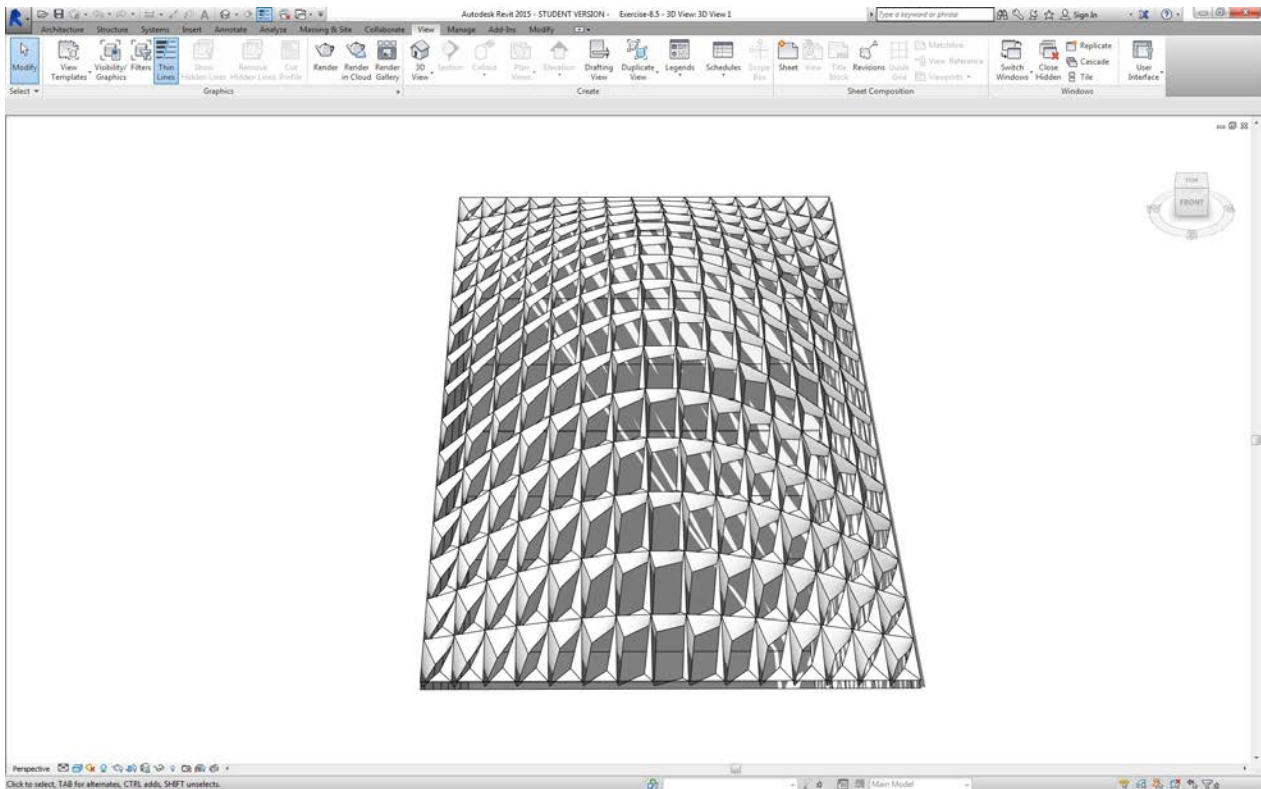 Autodesk Revit 2015 - STUDENT VERSION - Exercise-8.5 - 3D View: 3D View 1
Type a keyword or phrase
Sign In
Architecture Structure Systems Insert Annotate Analyze Massing & Site Collaborate View Manage Add-Ins Modify
Modify View Templates Visibility/ Graphics Filters Thin Lines Show Hidden Lines Remove Hidden Lines Cut Profile Render Render in Cloud Render Gallery 3D View Section Callout Plan Views Elevation Drafting View Duplicate View Legends Schedules Scope Box Sheet View Title Block Revisions Guide Grid Matchline View Reference Viewports Switch Windows Close Hidden Replicate Cascade Tile User Interface
Select Graphics Create Sheet Composition Windows
FRONT
Perspective
Click to select, TAB for alternates, CTRL adds, SHIFT unselects.
:0
Main Model
:0